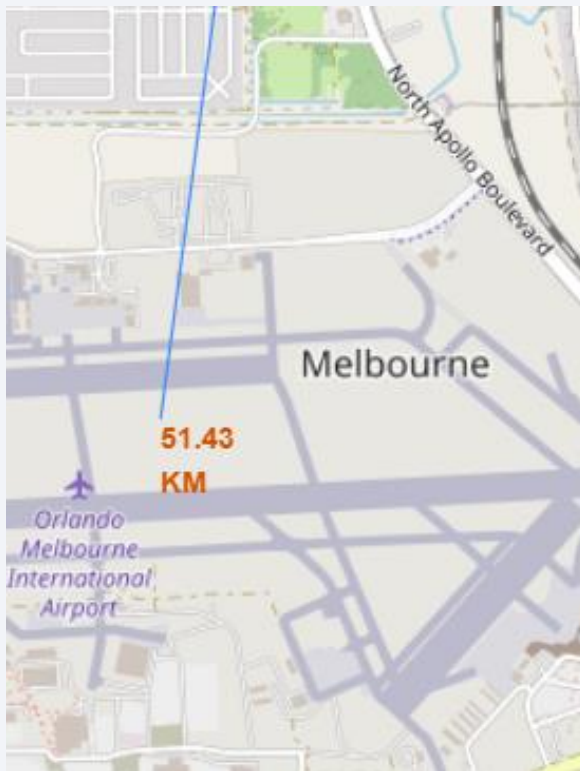 North Apollo Boulevard
Melbourne
51.43
KM
Orlando
Melbourne
International
Airport